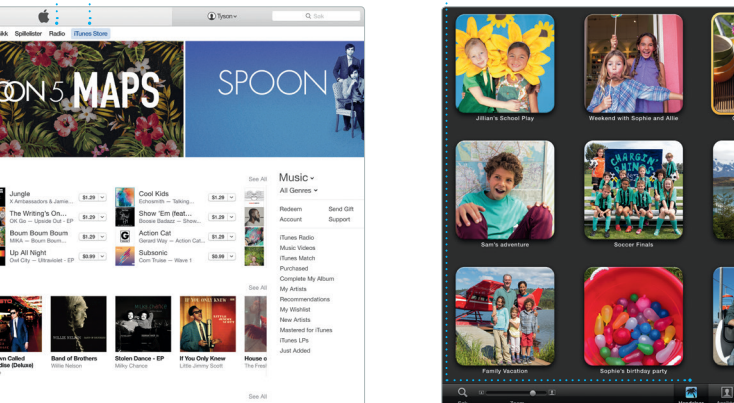 Tyson
Søk
Spillelister Radio iTunes Store
MAPS
SPOON
See All
Jungle
X Ambassadors & Jamie...
$1.29
Cool Kids
Echosmith — Talking...
$1.29
The Writing's On...
OK Go — Upside Out - EP
$1.29
Show 'Em (feat...
Boosie Badazz — Show...
$1.29
Boum Boum Boum
MIKA — Boum Boum...
$1.29
Action Cat
Gerard Way — Action Cat...
$1.29
Up All Night
Owl City — Ultraviolet - EP
$0.99
Subsonic
Com Truise — Wave 1
$0.99
Music
All Genres
Redeem Send Gift
Account Support
iTunes Radio
Music Videos
iTunes Match
Purchased
Complete My Album
My Artists
Recommendations
My Wishlist
New Artists
Mastered for iTunes
iTunes LPs
Just Added
See All
IF YOU ONLY KNEW
Band of Brothers
Willie Nelson
Stolen Dance - EP
Milky Chance
If You Only Knew
Little Jimmy Scott
See All
Jillian's School Play
Weekend with Sophie and Allie
CHARGIN'
Sam's adventure
Soccer Finals
Family Vacation
Sophie's birthday party